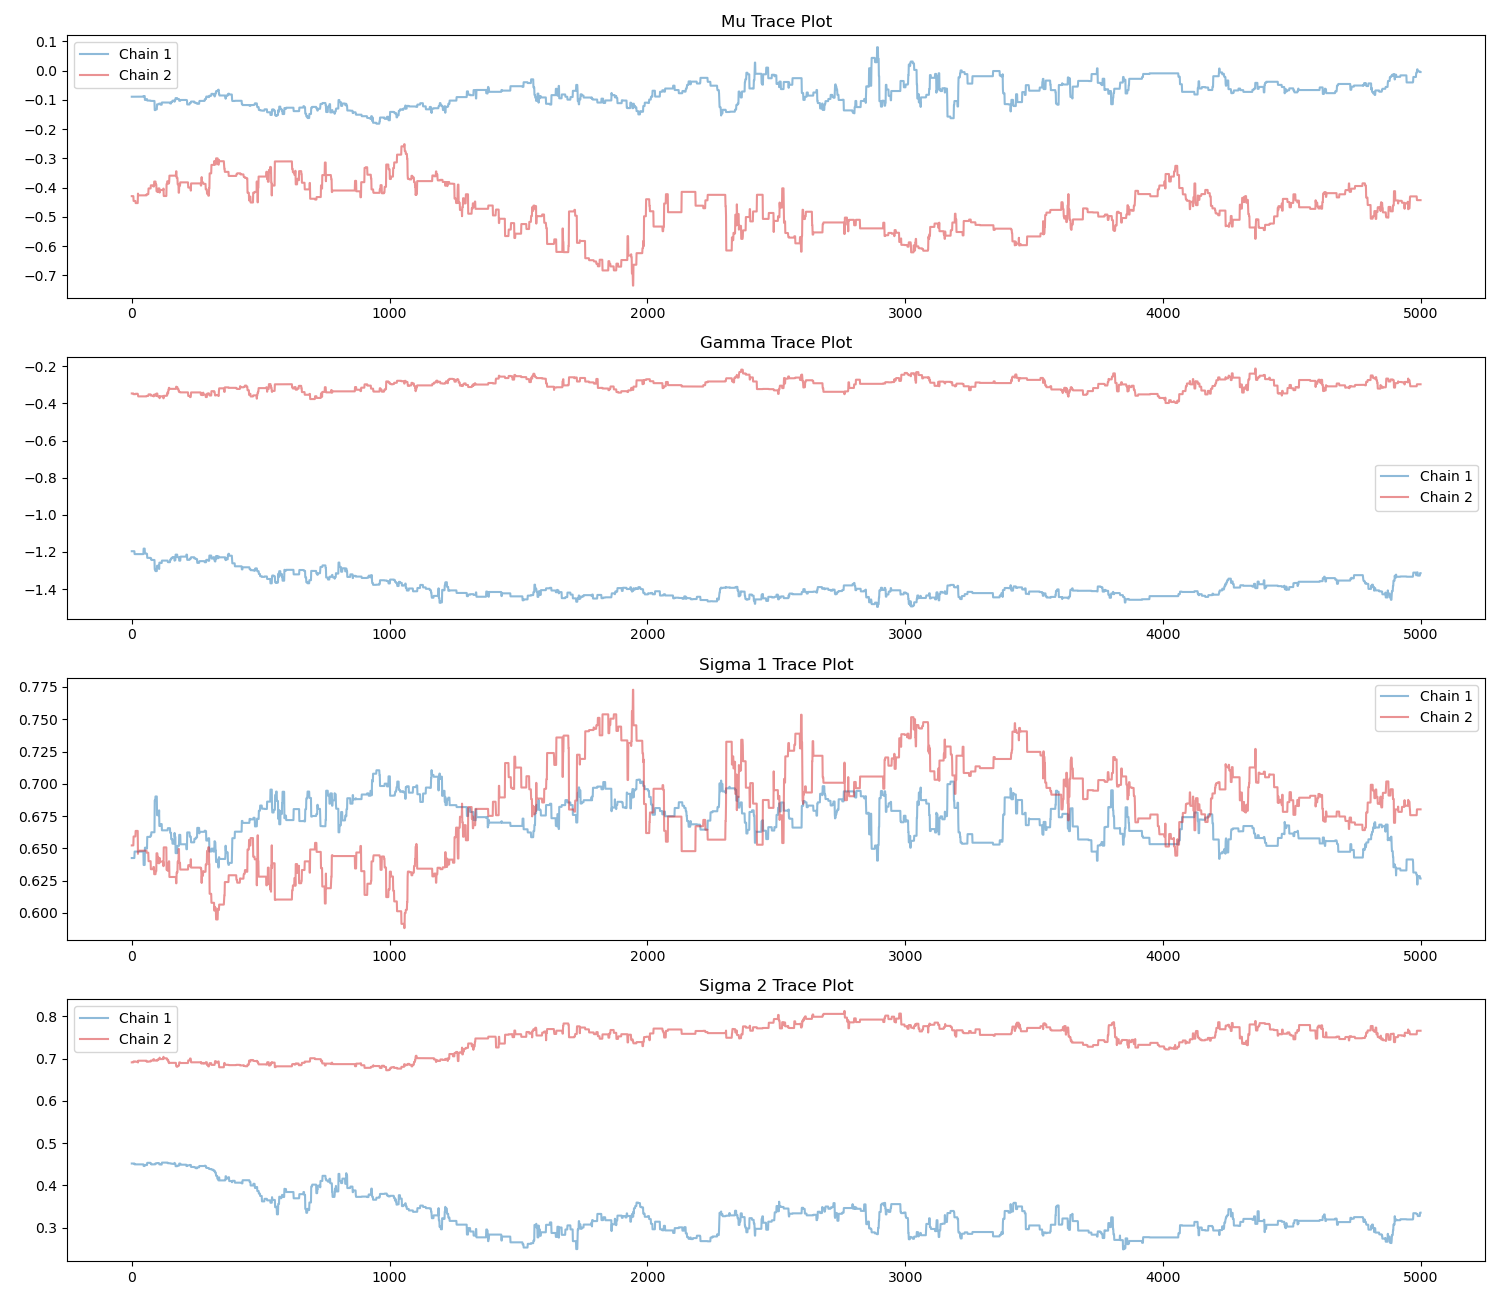 Mu Trace Plot
0.1
0.0
−0.1
−0.2
−0.3
−0.4
−0.5
−0.6
−0.7
Chain 1
Chain 2
0 1000 2000 3000 4000 5000
Gamma Trace Plot
−0.2
−0.4
−0.6
−0.8
−1.0
−1.2
−1.4
Chain 1
Chain 2
0 1000 2000 3000 4000 5000
Sigma 1 Trace Plot
0.775
0.750
0.725
0.700
0.675
0.650
0.625
0.600
Chain 1
Chain 2
0 1000 2000 3000 4000 5000
Sigma 2 Trace Plot
0.8
0.7
0.6
0.5
0.4
0.3
Chain 1
Chain 2
0 1000 2000 3000 4000 5000